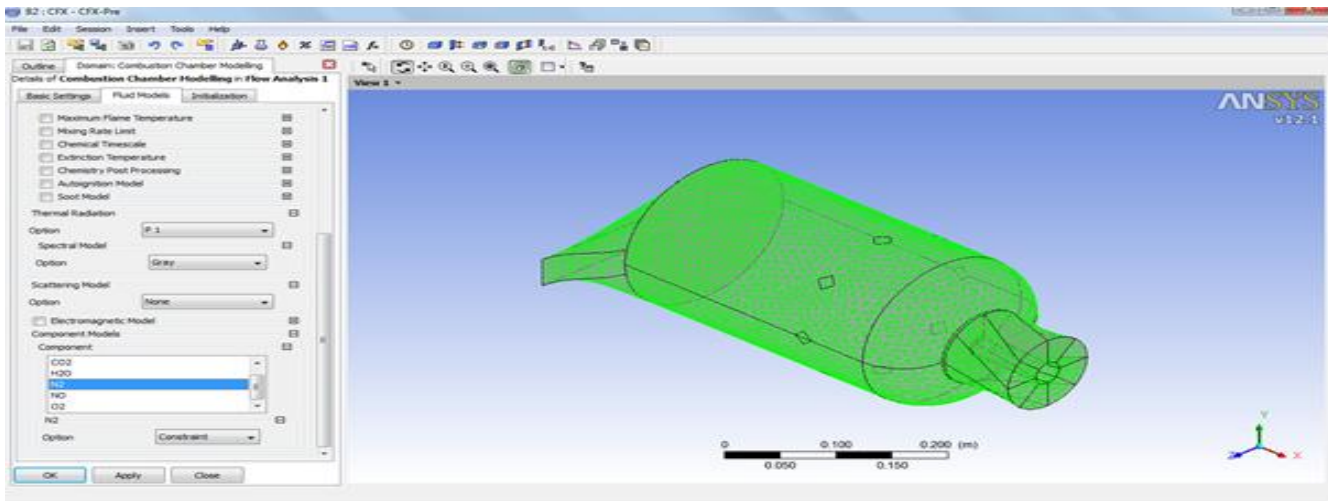 B2 : CFX - CFX-Pre
File Edit Session Insert Tools Help
Outline Domain: Combustion Chamber Modelling
Details of Combustion Chamber Modelling in Flow Analysis 1
Basic Settings Fluid Models Initialization
Maximum Flame Temperature
Mixing Rate Limit
Chemical Timescale
Extinction Temperature
Chemistry Post Processing
Autoignition Model
Soot Model
Thermal Radiation
Option P 1
Spectral Model
Option Gray
Scattering Model
Option None
Electromagnetic Model
Component Models
Component
CO2
H2O
N2
NO
O2
N2
Option Constraint
OK Apply Close
View 1
ANSYS
v12.1
0 0.100 0.200 (m)
0.050 0.150
Y
Z X